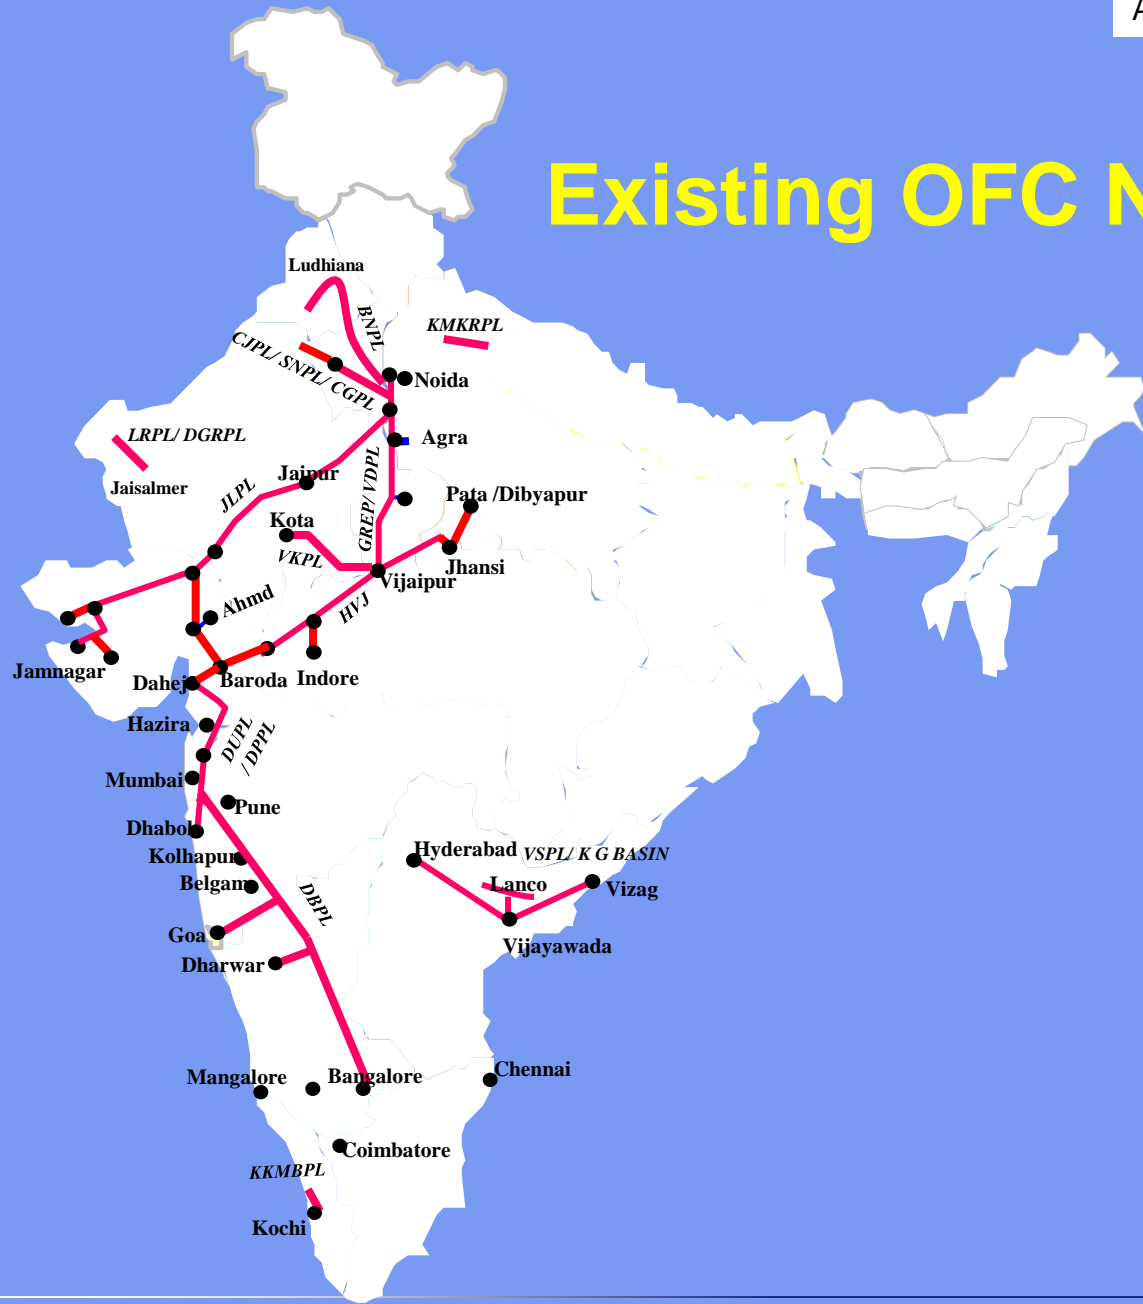 A
Existing OFC N
Ludhiana
BNPL
KMKRPL
CJPL/ SNPL/ CGPL
Noida
LRPL/ DGRPL
Agra
Jaisalmer
Jaipur
JLPL
GREP/VDPL
Pata /Dibyapur
Kota
VKPL
Jhansi
Vijaipur
Ahmd
HVJ
Jamnagar
Dahej
Baroda
Indore
Hazira
DUPL
/ DPPL
Mumbai
Pune
Dhabol
Kolhapur
Hyderabad
VSPL/ K G BASIN
Belgam
Lanco
Vizag
DBPL
Goa
Vijayawada
Dharwar
Mangalore
Bangalore
Chennai
Coimbatore
KKMBPL
Kochi